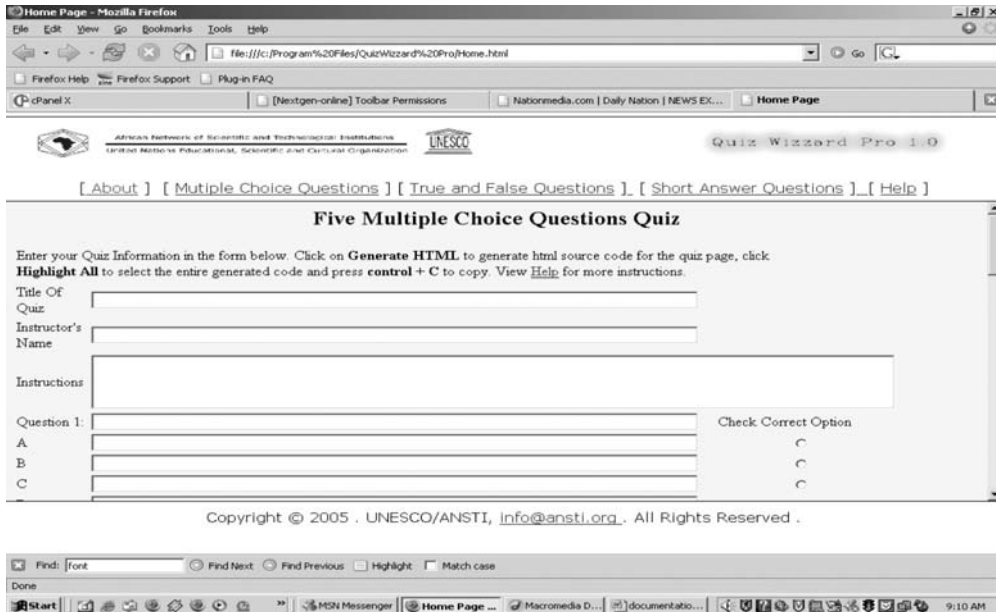 Home Page - Mozilla Firefox
File Edit View Go Bookmarks Tools Help
file:///c:/Program%20Files/QuizWizzard%20Pro/Home.html Go
Firefox Help Firefox Support Plug-in FAQ
cPanel X [Nextgen-online] Toolbar Permissions Nationmedia.com | Daily Nation | NEWS EX... Home Page
African Network of Scientific and Technological Institutions
United Nations Educational, Scientific and Cultural Organization
UNESCO
Quiz Wizzard Pro 1.0
[ About ] [ Mutiple Choice Questions ] [ True and False Questions ] [ Short Answer Questions ] [ Help ]
Five Multiple Choice Questions Quiz
Enter your Quiz Information in the form below. Click on Generate HTML to generate html source code for the quiz page, click
Highlight All to select the entire generated code and press control + C to copy. View Help for more instructions.
Title Of
Quiz
Instructor's
Name
Instructions
Question 1: Check Correct Option
A
B
C
Copyright © 2005 . UNESCO/ANSTI, info@ansti.org . All Rights Reserved .
Find: font Find Next Find Previous Highlight Match case
Done
Start MSN Messenger Home Page ... Macromedia D... documentatio... 9:10 AM